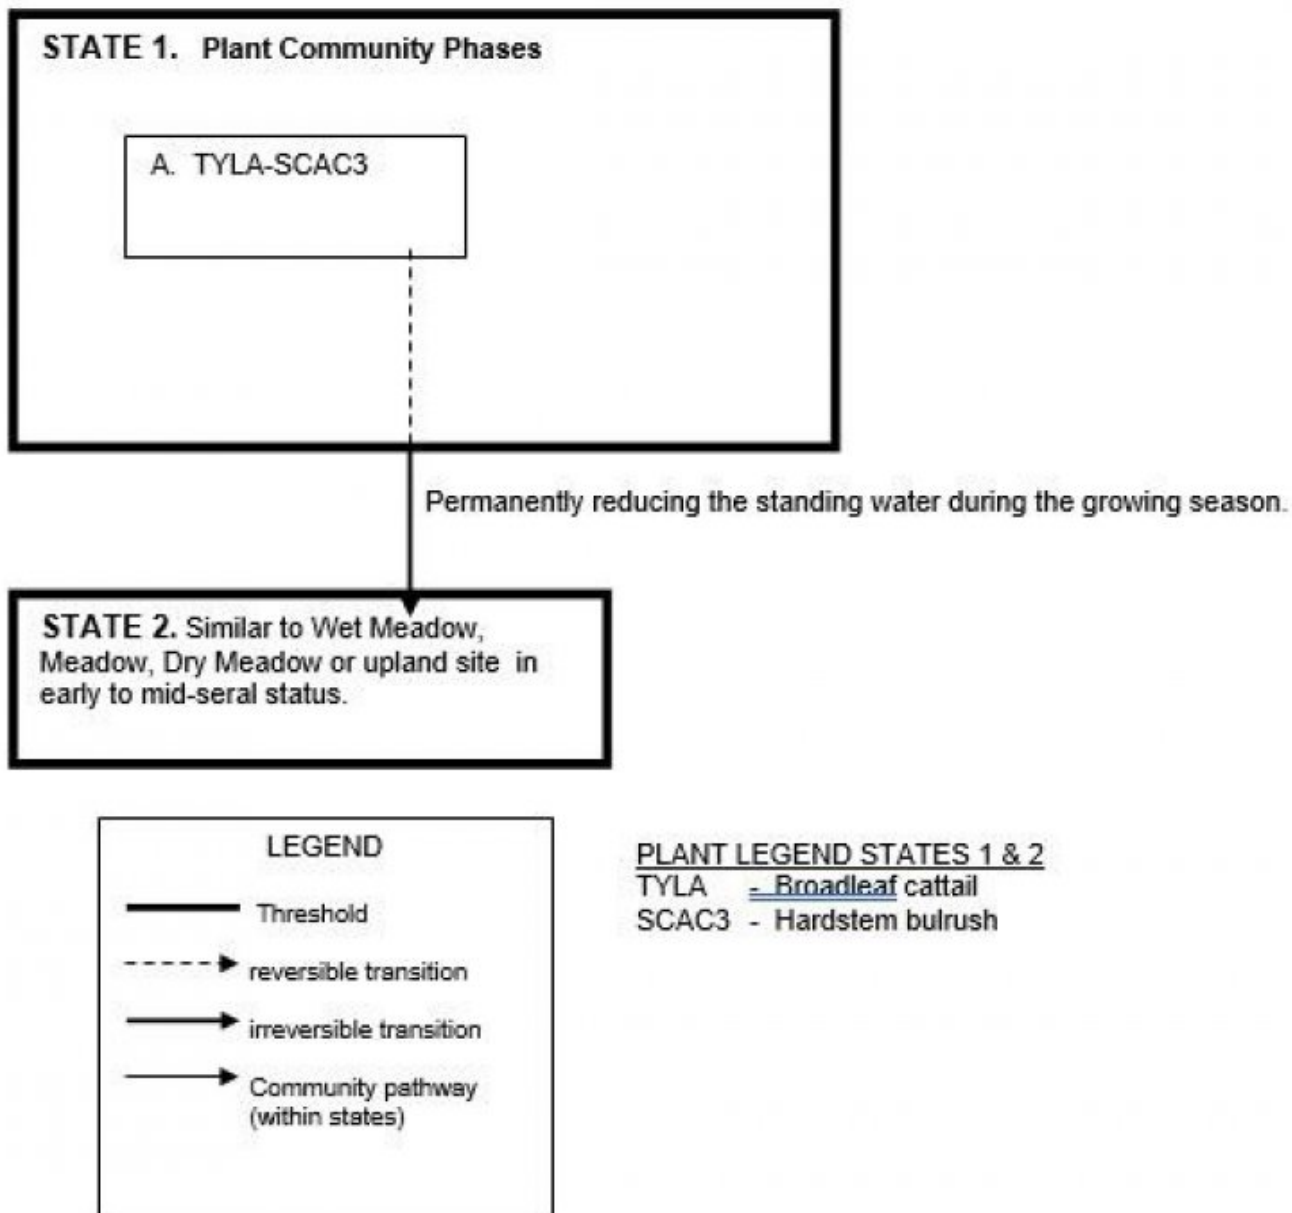 STATE 1. Plant Community Phases
A. TYLA-SCAC3
Permanently reducing the standing water during the growing season.
STATE 2. Similar to Wet Meadow,
Meadow, Dry Meadow or upland site in
early to mid-seral status.
LEGEND
Threshold
reversible transition
irreversible transition
Community pathway
(within states)
PLANT LEGEND STATES 1 & 2
TYLA - Broadleaf cattail
SCAC3 - Hardstem bulrush